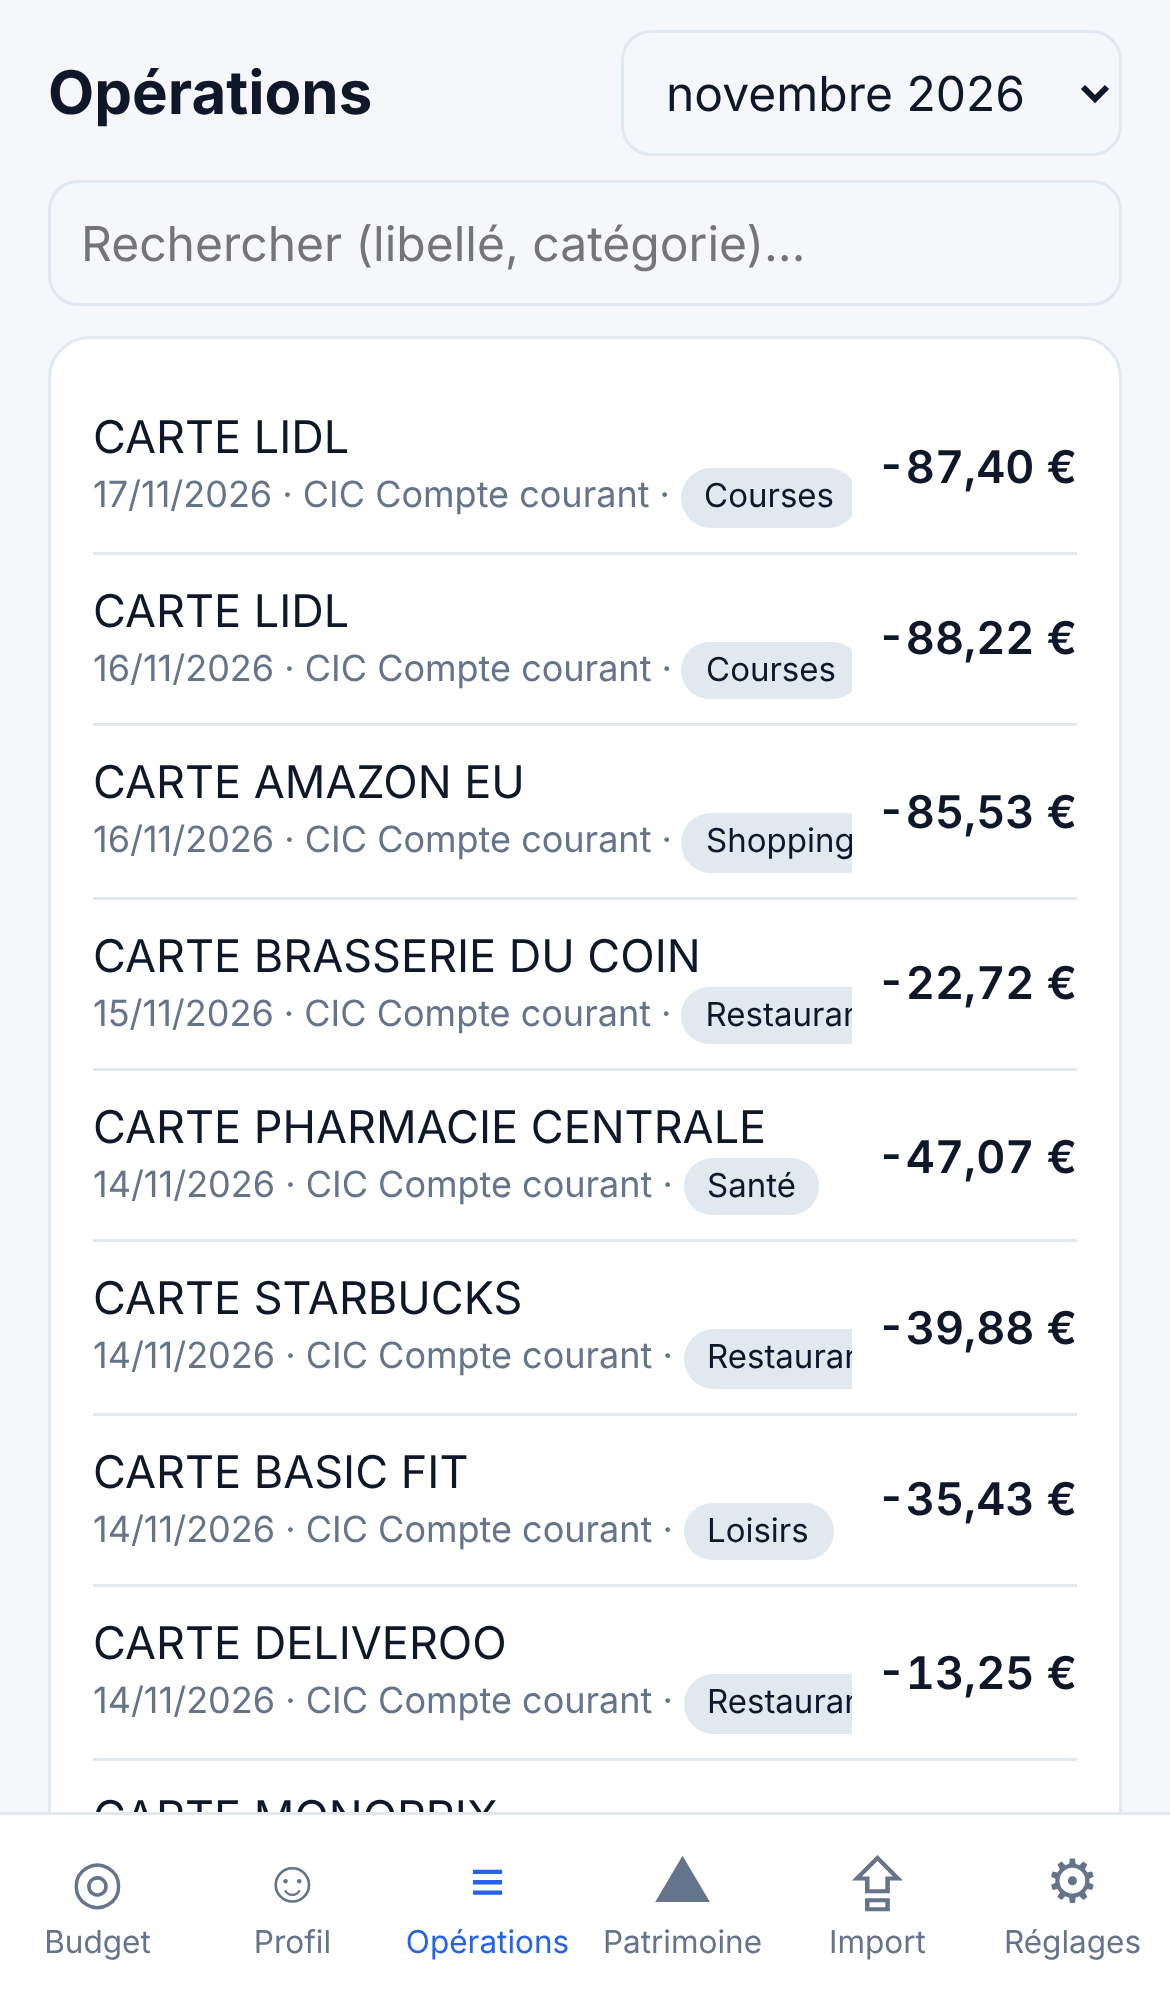 Opérations
novembre 2026
Rechercher (libellé, catégorie)...
CARTE LIDL
17/11/2026 · CIC Compte courant · Courses
-87,40 €
CARTE LIDL
16/11/2026 · CIC Compte courant · Courses
-88,22 €
CARTE AMAZON EU
16/11/2026 · CIC Compte courant · Shopping
-85,53 €
CARTE BRASSERIE DU COIN
15/11/2026 · CIC Compte courant · Restauran
-22,72 €
CARTE PHARMACIE CENTRALE
14/11/2026 · CIC Compte courant · Santé
-47,07 €
CARTE STARBUCKS
14/11/2026 · CIC Compte courant · Restauran
-39,88 €
CARTE BASIC FIT
14/11/2026 · CIC Compte courant · Loisirs
-35,43 €
CARTE DELIVEROO
14/11/2026 · CIC Compte courant · Restauran
-13,25 €
CARTE MONOPRIX
Budget
Profil
Opérations
Patrimoine
Import
Réglages